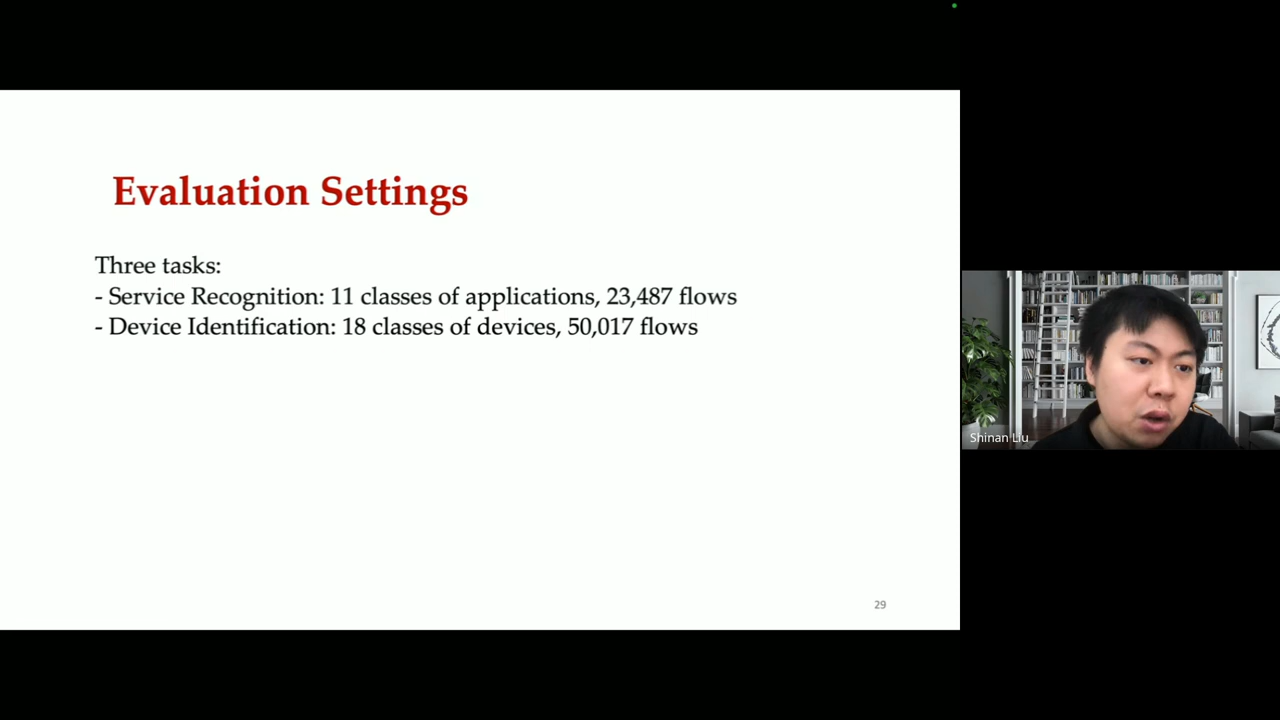 Evaluation Settings
Three tasks:
- Service Recognition: 11 classes of applications, 23,487 flows
- Device Identification: 18 classes of devices, 50,017 flows
29
Shinan Liu